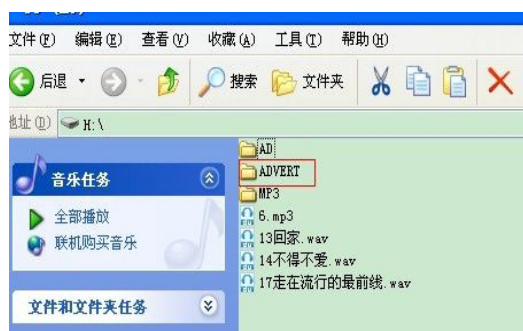 文件(F) 编辑(E) 查看(V) 收藏(A) 工具(T) 帮助(H)
后退 搜索 文件夹
地址(D) H:\
AD
音乐任务
ADVERT
MP3
全部播放
6.mp3
联机购买音乐
13回家.wav
14不得不爱.wav
17走在流行的最前线.wav
文件和文件夹任务